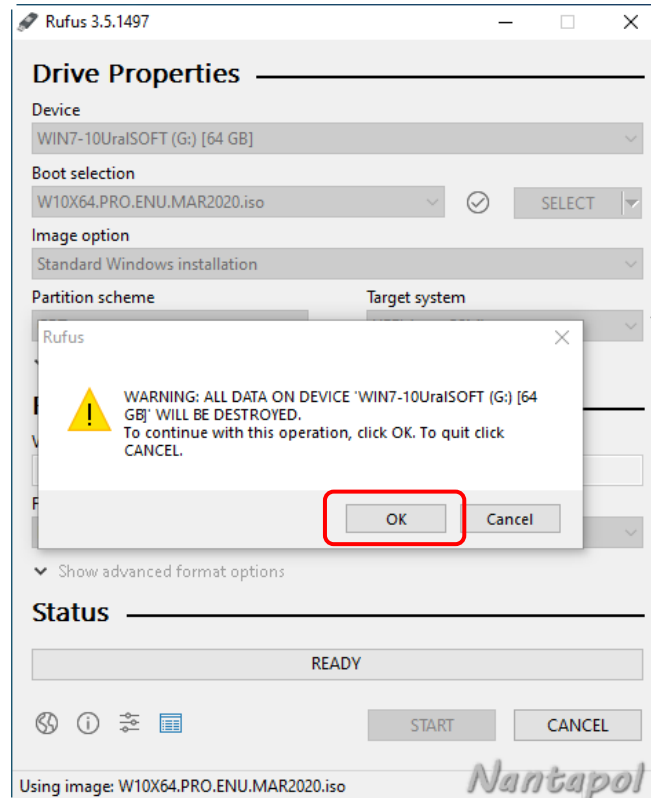 Rufus 3.5.1497
Drive Properties
Device
WIN7-10UralSOFT (G:) [64 GB]
Boot selection
W10X64.PRO.ENU.MAR2020.iso
SELECT
Image option
Standard Windows installation
Partition scheme
Target system
Rufus
WARNING: ALL DATA ON DEVICE 'WIN7-10UralSOFT (G:) [64
GB]' WILL BE DESTROYED.
To continue with this operation, click OK. To quit click
CANCEL.
OK
Cancel
Show advanced format options
Status
READY
START
CANCEL
Using image: W10X64.PRO.ENU.MAR2020.iso
Nantapol